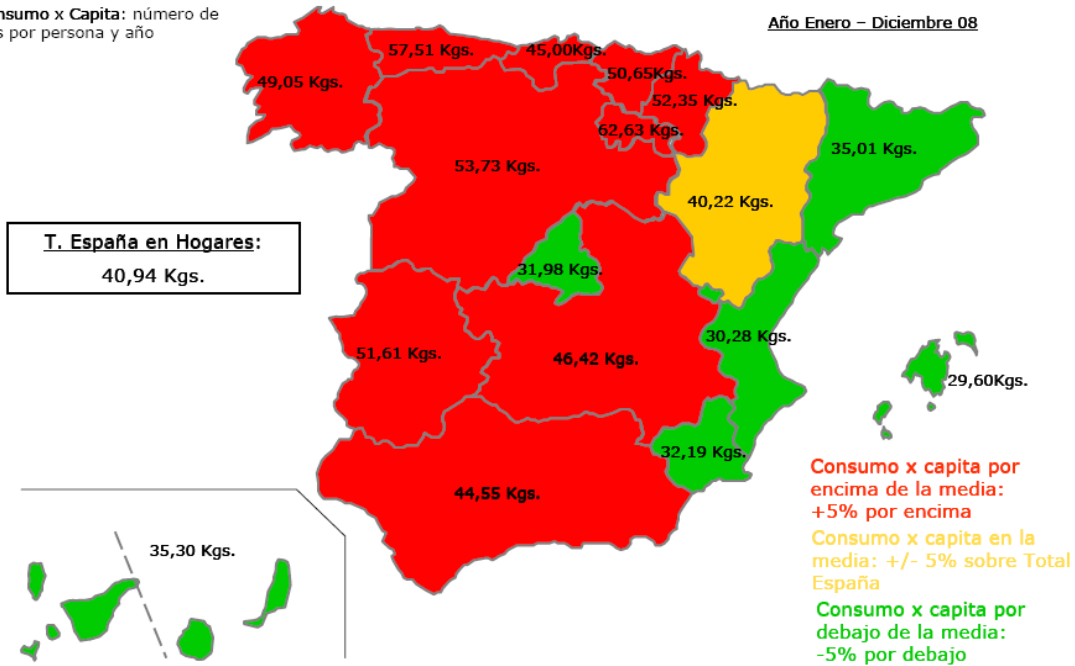 nsumo x Capita: número de
s por persona y año
Año Enero – Diciembre 08
57,51 Kgs.
45,00Kgs.
49,05 Kgs.
50,65Kgs.
52,35 Kgs.
62,63 Kgs.
35,01 Kgs.
53,73 Kgs.
40,22 Kgs.
T. España en Hogares:
40,94 Kgs.
31,98 Kgs.
30,28 Kgs.
51,61 Kgs.
46,42 Kgs.
29,60Kgs.
32,19 Kgs.
44,55 Kgs.
35,30 Kgs.
Consumo x capita por
encima de la media:
+5% por encima
Consumo x capita en la
media: +/- 5% sobre Total
España
Consumo x capita por
debajo de la media:
-5% por debajo